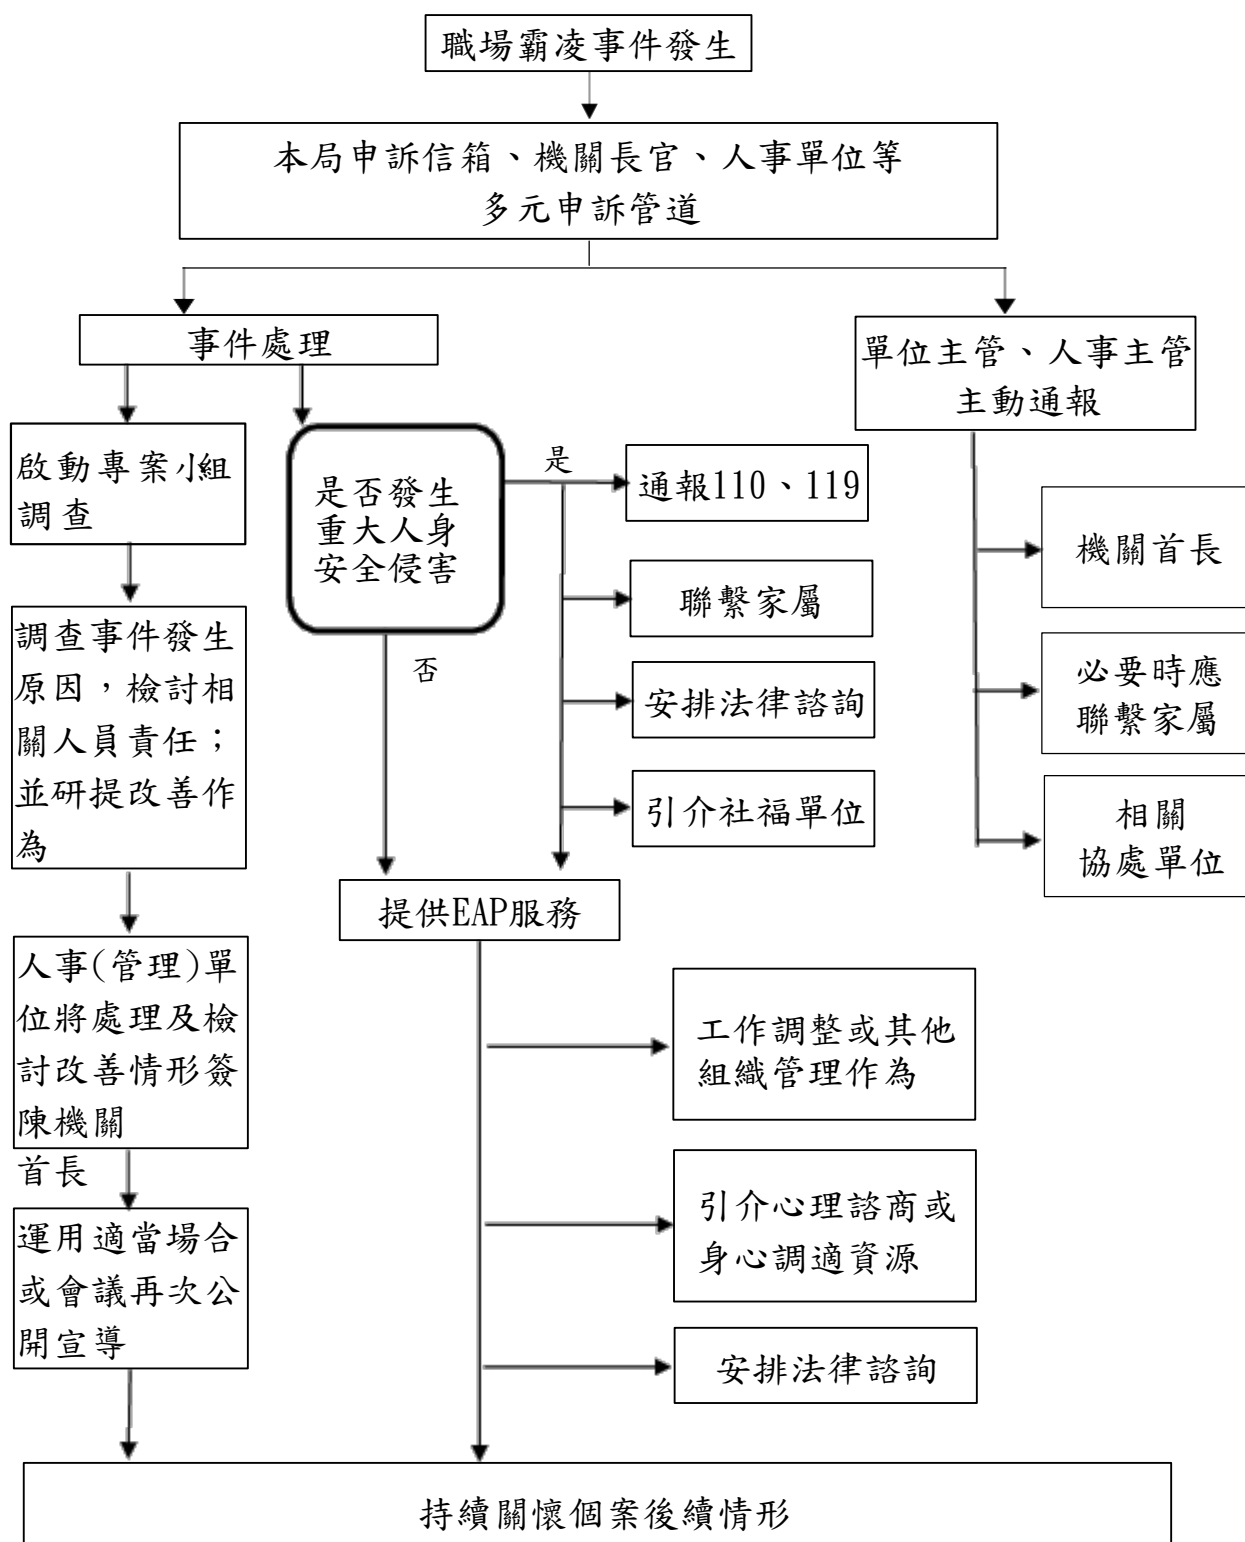 職場霸凌事件發生
本局申訴信箱、機關長官、人事單位等
多元申訴管道
事件處理
單位主管、人事主管
主動通報
啟動專案小組
調查
是否發生
重大人身
安全侵害
是
否
通報110、119
聯繫家屬
安排法律諮詢
引介社福單位
機關首長
必要時應
聯繫家屬
相關
協處單位
調查事件發生
原因，檢討相
關人員責任；
並研提改善作
為
提供EAP服務
人事(管理)單
位將處理及檢
討改善情形簽
陳機關
首長
工作調整或其他
組織管理作為
引介心理諮商或
身心調適資源
安排法律諮詢
運用適當場合
或會議再次公
開宣導
持續關懷個案後續情形